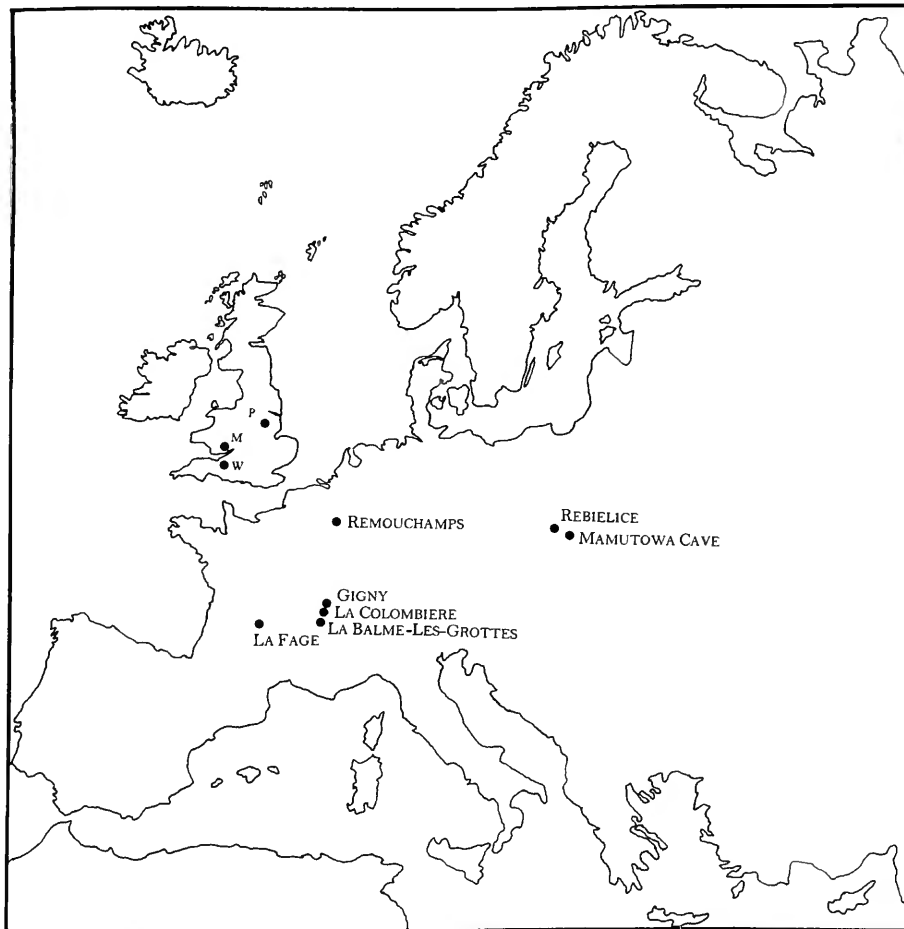 P
M
W
REMOUCHAMPS
REBIELICE
MAMUTOWA CAVE
GIGNY
LA COLOMBIERE
LA BALME-LES-GROTTES
LA FAGE